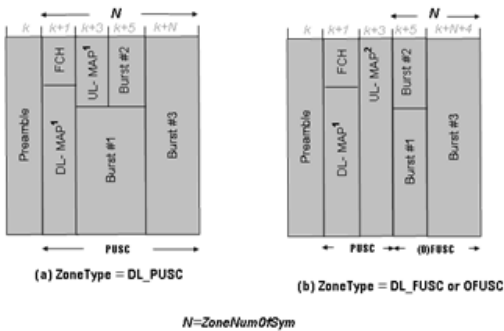 N
k k+1 k+3 k+5 k+N
Preamble
FCH
DL- MAP1
UL- MAP1
Burst #2
Burst #1
Burst #3
PUSC
(a) ZoneType = DL_PUSC
N
k k+1 k+3 k+5 k+N+4
Preamble
FCH
DL- MAP1
UL- MAP2
Burst #2
Burst #1
Burst #3
PUSC (O)FUSC
(b) ZoneType = DL_FUSC or OFUSC
N=ZoneNumOfSym